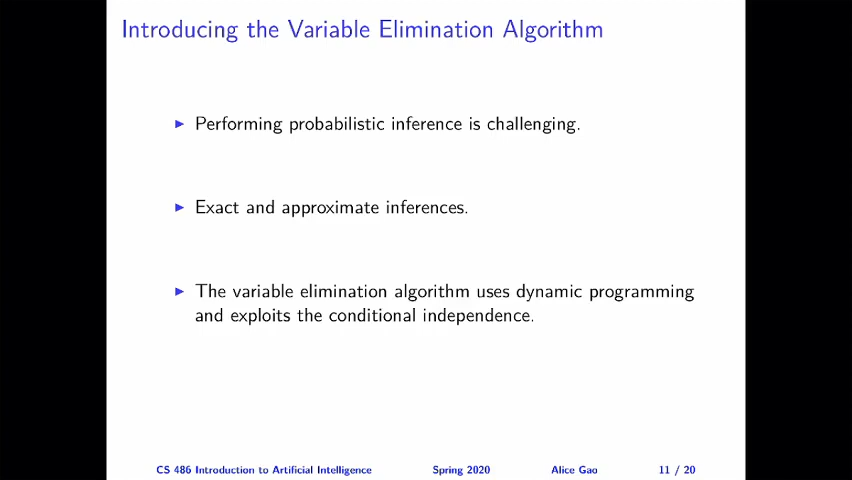 Introducing the Variable Elimination Algorithm
Performing probabilistic inference is challenging.
Exact and approximate inferences.
The variable elimination algorithm uses dynamic programming
and exploits the conditional independence.
CS 486 Introduction to Artificial Intelligence Spring 2020 Alice Gao 11 / 20